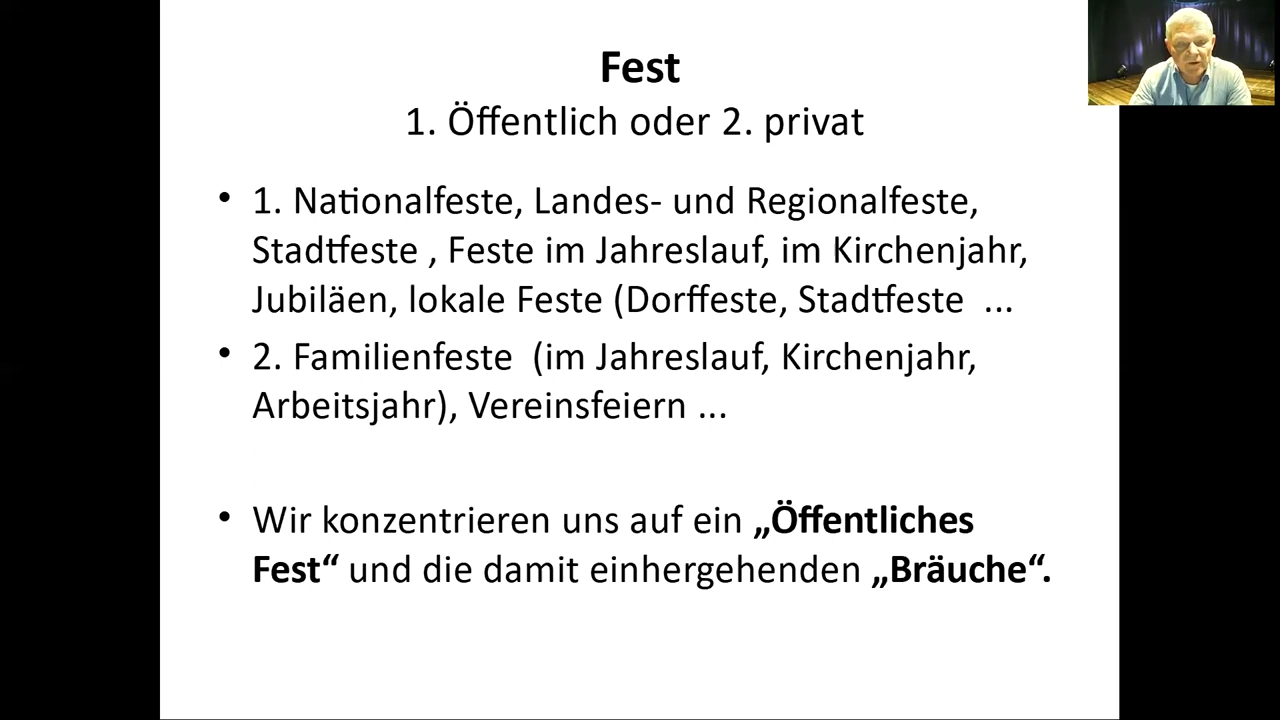 Fest
1. Öffentlich oder 2. privat
• 1. Nationalfeste, Landes- und Regionalfeste,
Stadtfeste , Feste im Jahreslauf, im Kirchenjahr,
Jubiläen, lokale Feste (Dorffeste, Stadtfeste ...
• 2. Familienfeste (im Jahreslauf, Kirchenjahr,
Arbeitsjahr), Vereinsfeiern ...
• Wir konzentrieren uns auf ein „Öffentliches
Fest“ und die damit einhergehenden „Bräuche“.